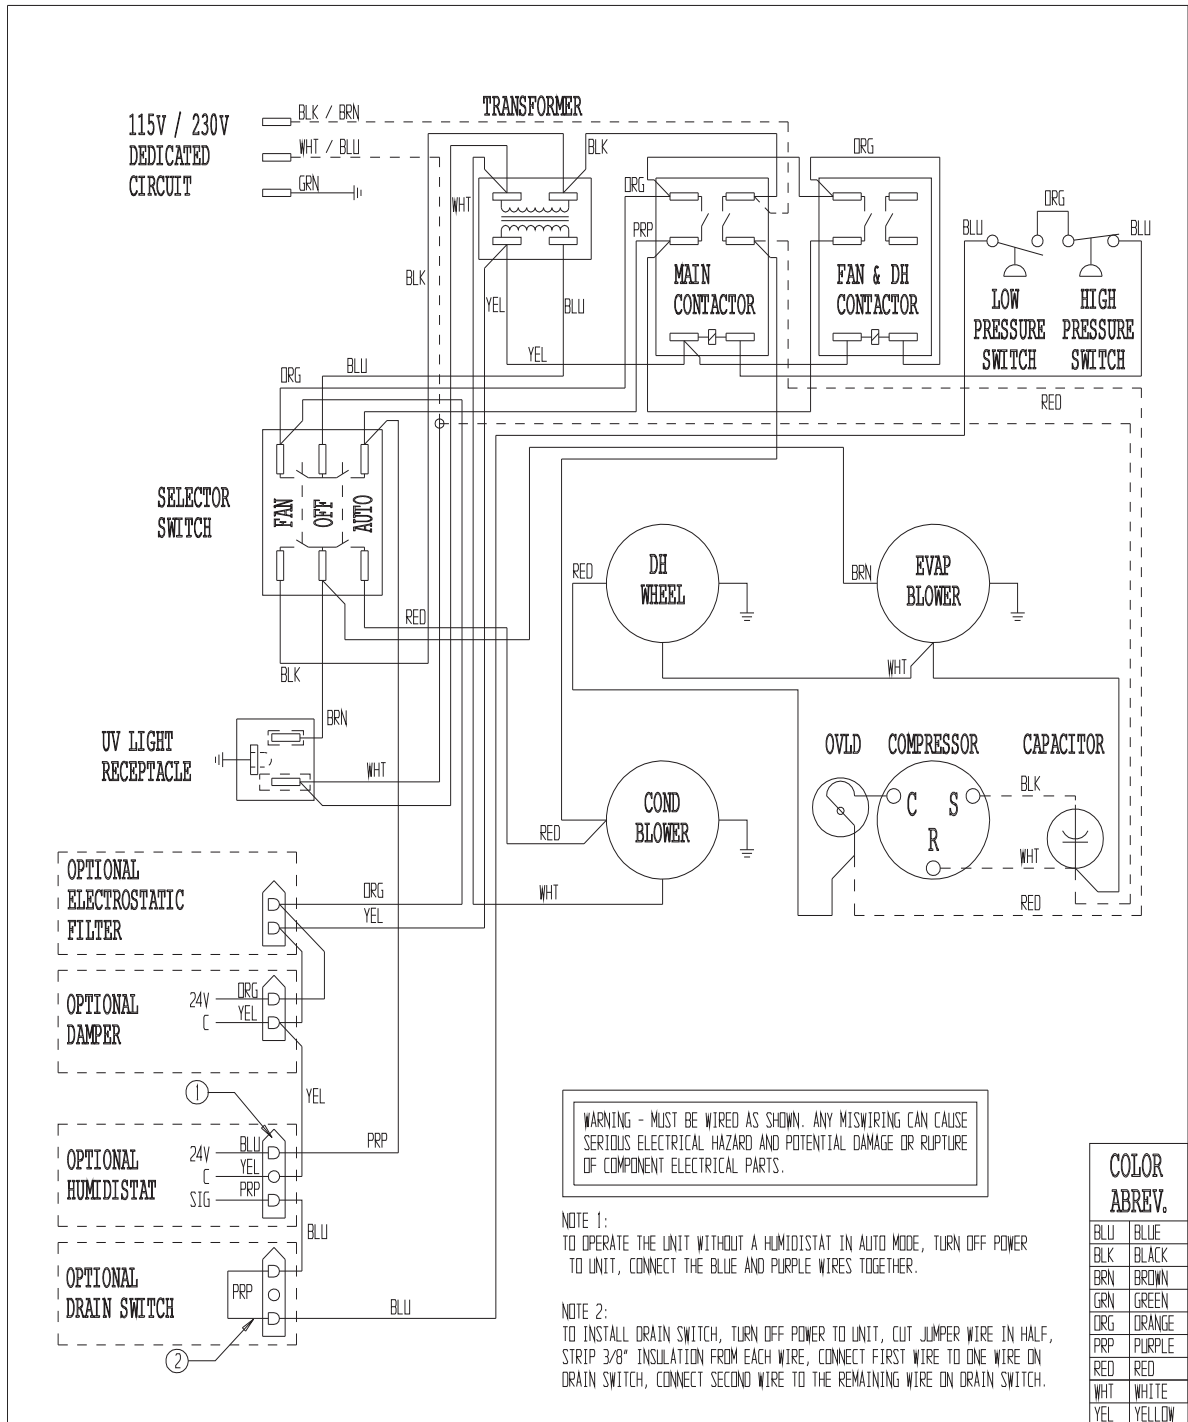 115V / 230V
DEDICATED
CIRCUIT
BLK / BRN
WHT / BLU
GRN
TRANSFORMER
BLK
WHT
BLK
YEL
BLU
YEL
ORG
PRP
ORG
MAIN
CONTACTOR
FAN & DH
CONTACTOR
BLU
ORG
BLU
LOW
PRESSURE
SWITCH
HIGH
PRESSURE
SWITCH
RED
ORG
BLU
SELECTOR
SWITCH
FAN
OFF
AUTO
RED
BLK
BRN
RED
DH
WHEEL
BRN
EVAP
BLOWER
WHT
UV LIGHT
RECEPTACLE
WHT
OVLD
COMPRESSOR
CAPACITOR
C
S
R
BLK
WHT
RED
COND
BLOWER
RED
WHT
OPTIONAL
ELECTROSTATIC
FILTER
ORG
YEL
OPTIONAL
DAMPER
24V
ORG
C
YEL
1
YEL
OPTIONAL
HUMIDISTAT
24V
BLU
C
YEL
SIG
PRP
PRP
BLU
OPTIONAL
DRAIN SWITCH
PRP
BLU
2
WARNING - MUST BE WIRED AS SHOWN. ANY MISWIRING CAN CAUSE
SERIOUS ELECTRICAL HAZARD AND POTENTIAL DAMAGE OR RUPTURE
OF COMPONENT ELECTRICAL PARTS.
NOTE 1:
TO OPERATE THE UNIT WITHOUT A HUMIDISTAT IN AUTO MODE, TURN OFF POWER
TO UNIT, CONNECT THE BLUE AND PURPLE WIRES TOGETHER.
NOTE 2:
TO INSTALL DRAIN SWITCH, TURN OFF POWER TO UNIT, CUT JUMPER WIRE IN HALF,
STRIP 3/8" INSULATION FROM EACH WIRE, CONNECT FIRST WIRE TO ONE WIRE ON
DRAIN SWITCH, CONNECT SECOND WIRE TO THE REMAINING WIRE ON DRAIN SWITCH.
COLOR
ABREV.
BLU BLUE
BLK BLACK
BRN BROWN
GRN GREEN
ORG ORANGE
PRP PURPLE
RED RED
WHT WHITE
YEL YELLOW